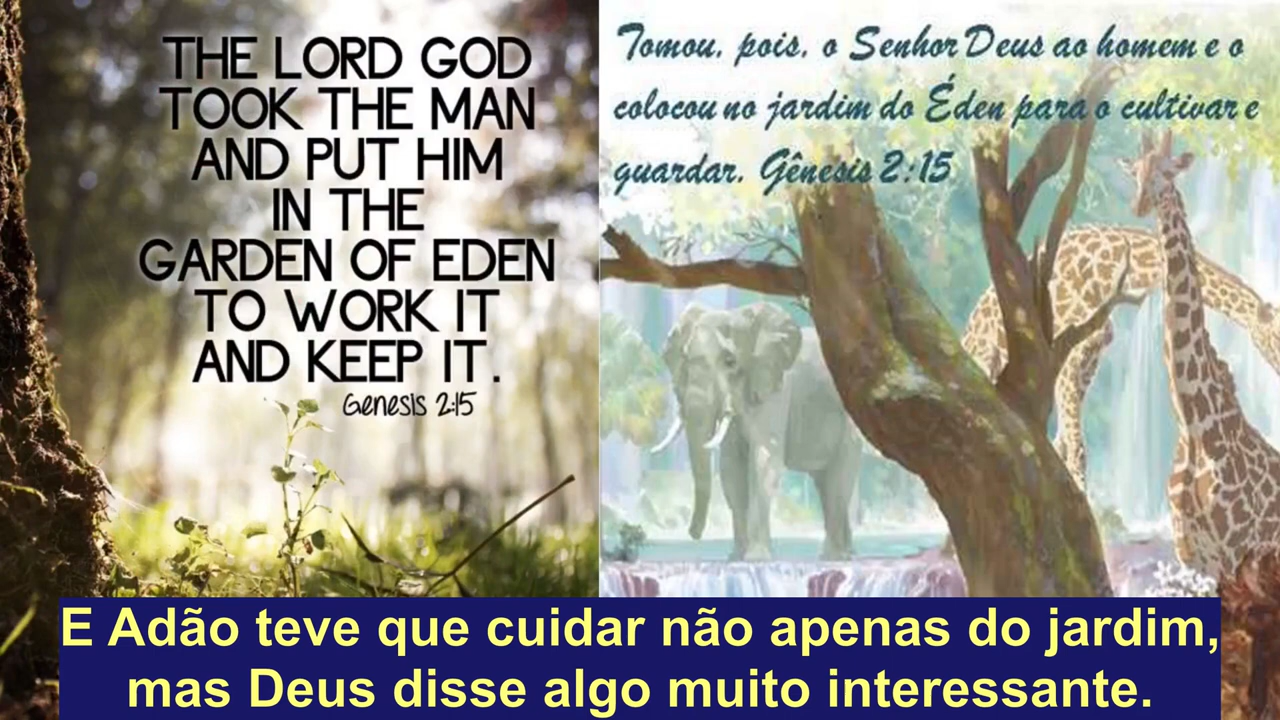 THE LORD GOD
TOOK THE MAN
AND PUT HIM
IN THE
GARDEN OF EDEN
TO WORK IT
AND KEEP IT.
Genesis 2:15
Tomou, pois, o Senhor Deus ao homem e o
colocou no jardim do Éden para o cultivar e
guardar. Gênesis 2:15
E Adão teve que cuidar não apenas do jardim,
mas Deus disse algo muito interessante.